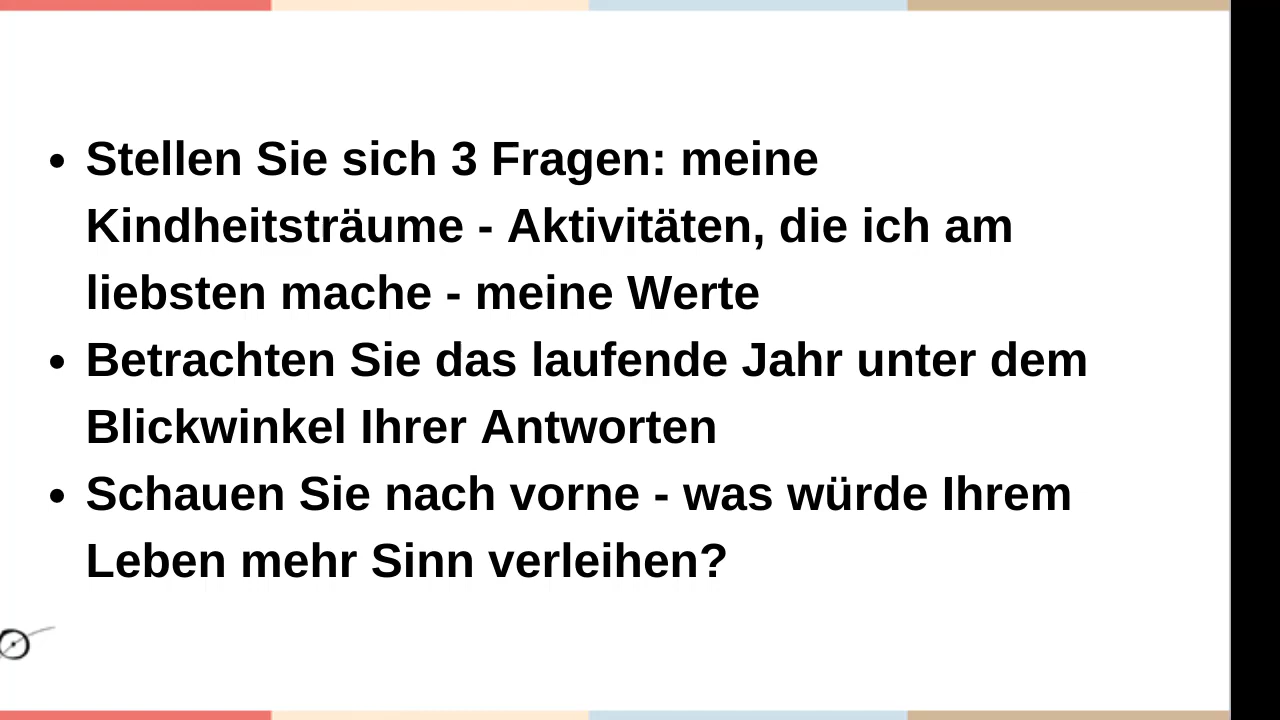 • Stellen Sie sich 3 Fragen: meine
Kindheitsträume - Aktivitäten, die ich am
liebsten mache - meine Werte
• Betrachten Sie das laufende Jahr unter dem
Blickwinkel Ihrer Antworten
• Schauen Sie nach vorne - was würde Ihrem
Leben mehr Sinn verleihen?